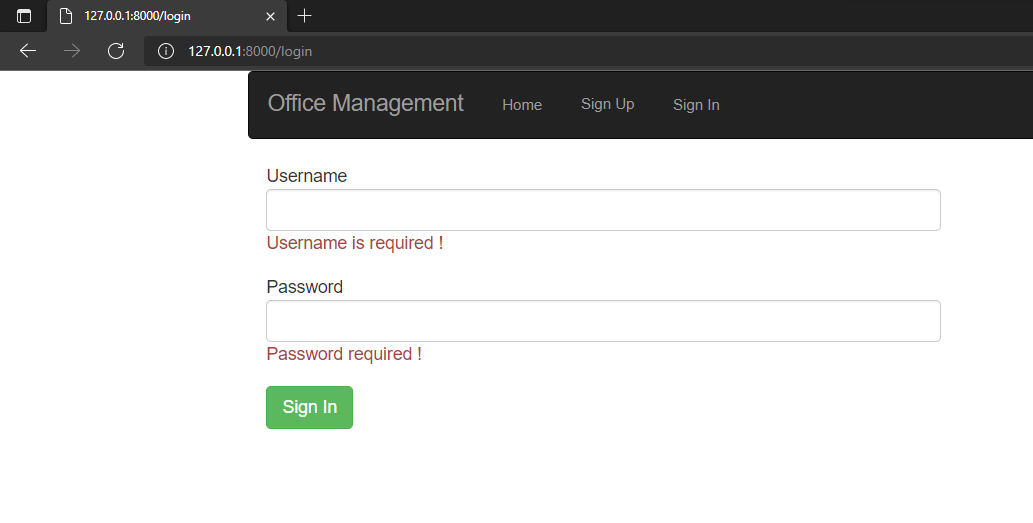 127.0.0.1:8000/login
127.0.0.1:8000/login
Office Management Home Sign Up Sign In
Username
Username is required !
Password
Password required !
Sign In